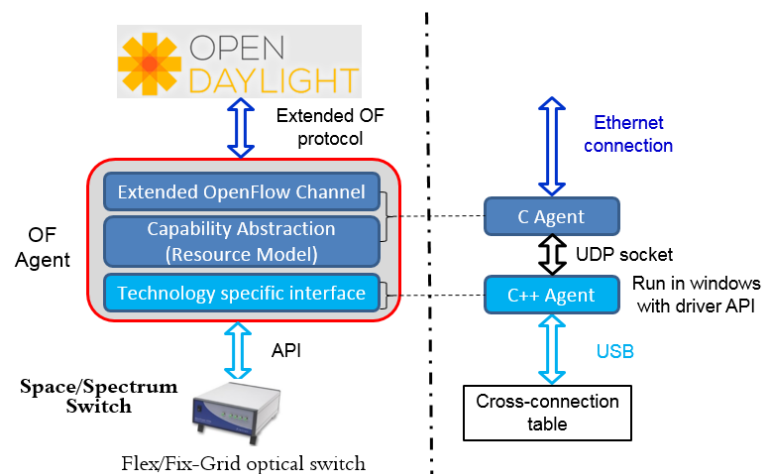 OPEN
DAYLIGHT
Extended OF
protocol
Extended OpenFlow Channel
Capability Abstraction
(Resource Model)
Technology specific interface
OF
Agent
API
Space/Spectrum
Switch
Flex/Fix-Grid optical switch
Ethernet
connection
C Agent
UDP socket
C++ Agent
Run in windows
with driver API
USB
Cross-connection
table